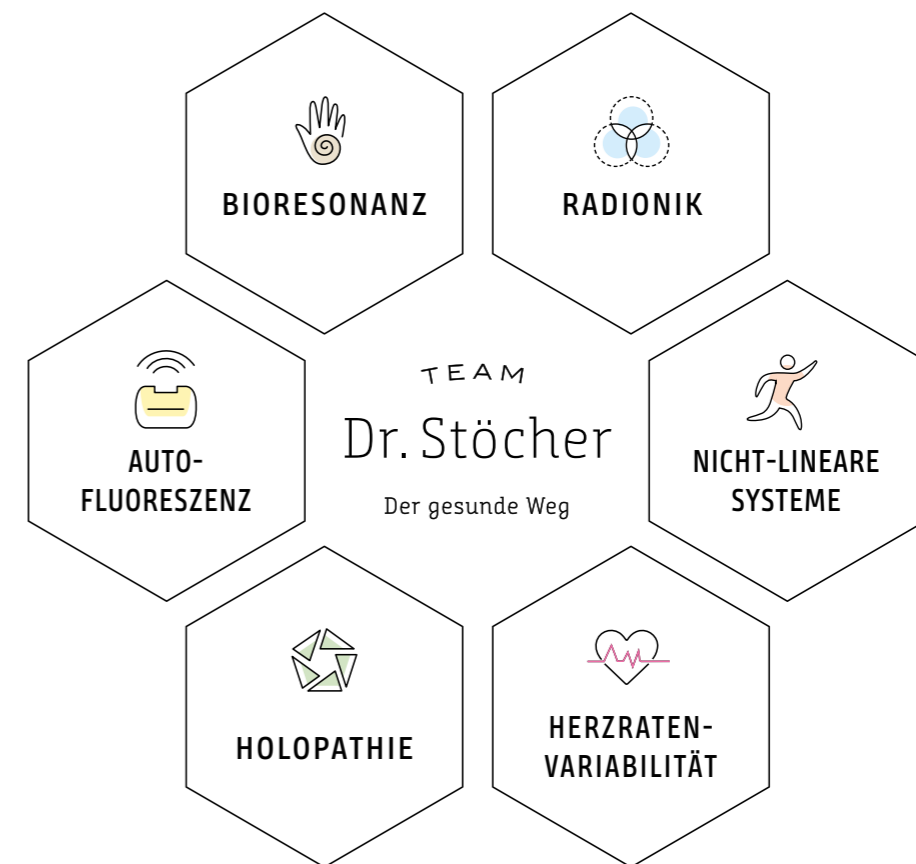 BIORESONANZ
RADIONIK
AUTO-
FLUORESZENZ
TEAM
Dr. Stöcher
Der gesunde Weg
NICHT-LINEARE
SYSTEME
HOLOPATHIE
HERZRATEN-
VARIABILITÄT